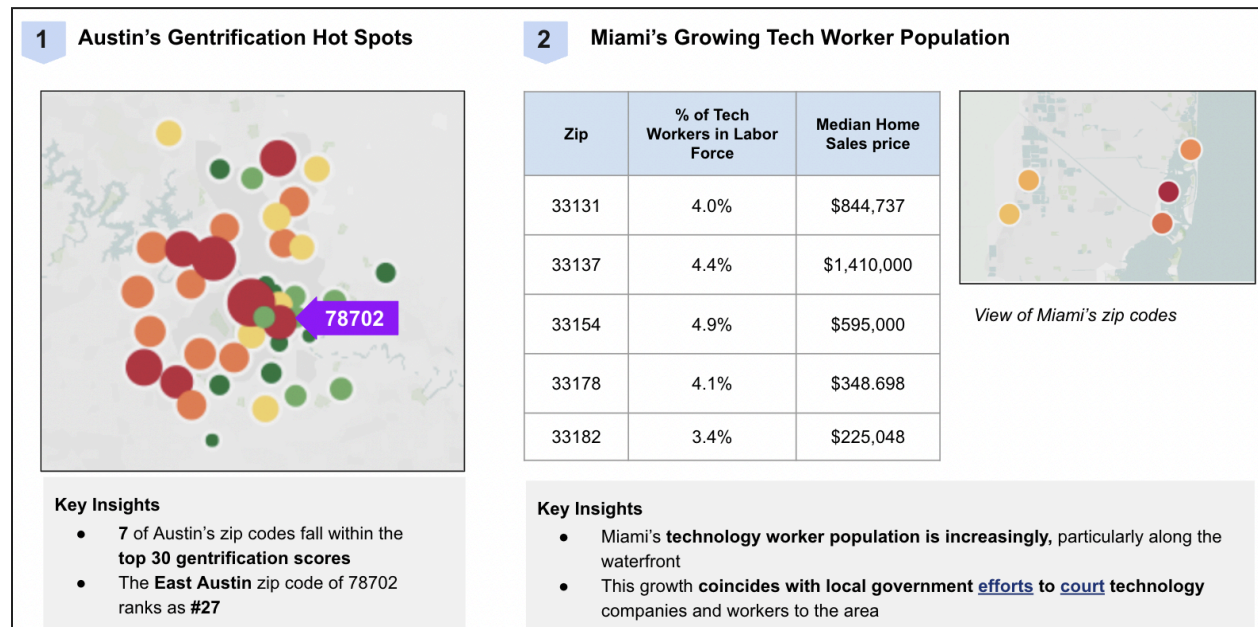 1 Austin's Gentrification Hot Spots
78702
Key Insights
● 7 of Austin's zip codes fall within the
top 30 gentrification scores
● The East Austin zip code of 78702
ranks as #27
2 Miami's Growing Tech Worker Population
Zip % of Tech Workers in Labor Force Median Home Sales price
33131 4.0% $844,737
33137 4.4% $1,410,000
33154 4.9% $595,000
33178 4.1% $348.698
33182 3.4% $225,048
View of Miami's zip codes
Key Insights
● Miami's technology worker population is increasingly, particularly along the
waterfront
● This growth coincides with local government efforts to court technology
companies and workers to the area